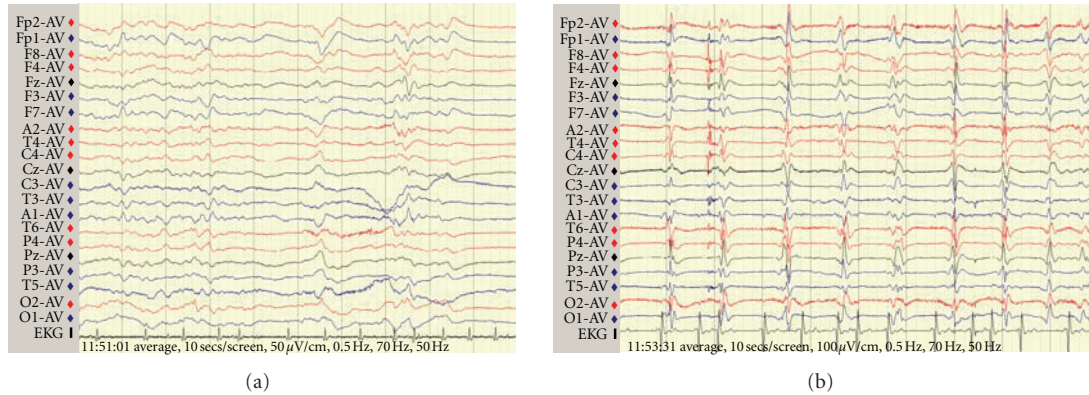 Fp2-AV
Fp1-AV
F8-AV
F4-AV
Fz-AV
F3-AV
F7-AV
A2-AV
T4-AV
C4-AV
Cz-AV
C3-AV
T3-AV
A1-AV
T6-AV
P4-AV
Pz-AV
P3-AV
T5-AV
O2-AV
O1-AV
EKG
11:51:01 average, 10 secs/screen, 50 μV/cm, 0.5 Hz, 70 Hz, 50 Hz
(a)
Fp2-AV
Fp1-AV
F8-AV
F4-AV
Fz-AV
F3-AV
F7-AV
A2-AV
T4-AV
C4-AV
Cz-AV
C3-AV
T3-AV
A1-AV
T6-AV
P4-AV
Pz-AV
P3-AV
T5-AV
O2-AV
O1-AV
EKG
11:53:31 average, 10 secs/screen, 100 μV/cm, 0.5 Hz, 70 Hz, 50 Hz
(b)